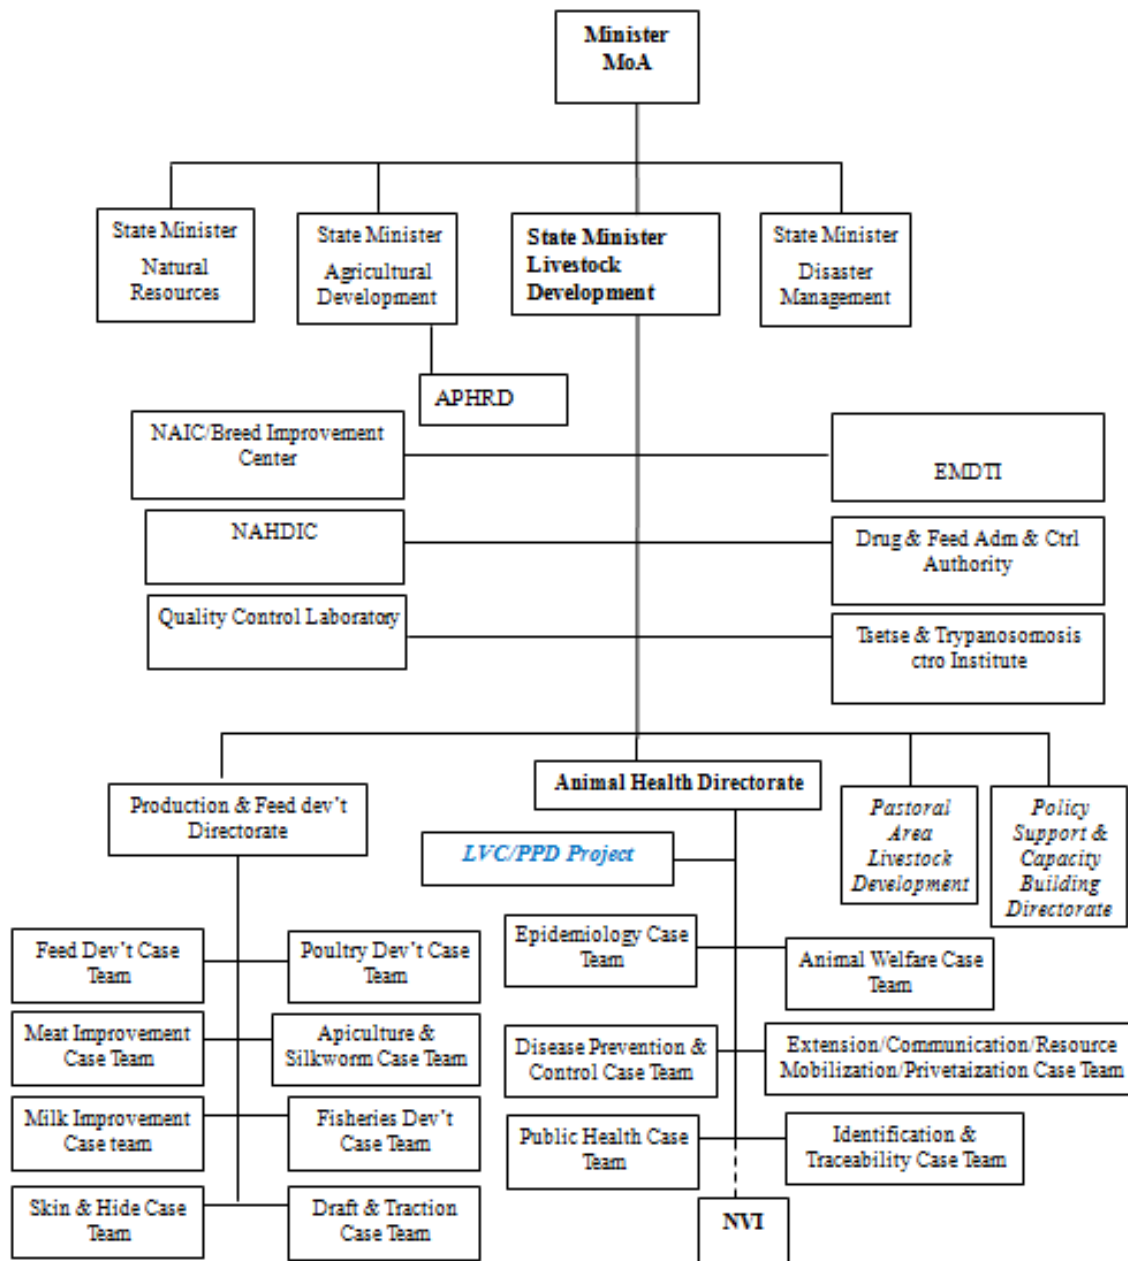 Minister
MoA
State Minister
Natural
Resources
State Minister
Agricultural
Development
State Minister
Livestock
Development
State Minister
Disaster
Management
APHRD
NAIC/Breed Improvement
Center
EMDTI
NAHDIC
Drug & Feed Adm & Ctrl
Authority
Quality Control Laboratory
Tsetse & Trypanosomosis
ctro Institute
Production & Feed dev't
Directorate
Animal Health Directorate
Pastoral
Area
Livestock
Development
Policy
Support &
Capacity
Building
Directorate
LVC/PPD Project
Feed Dev't Case
Team
Poultry Dev't Case
Team
Epidemiology Case
Team
Animal Welfare Case
Team
Meat Improvement
Case Team
Apiculture &
Silkworm Case Team
Disease Prevention &
Control Case Team
Extension/Communication/Resource
Mobilization/Privetaization Case Team
Milk Improvement
Case team
Fisheries Dev't
Case Team
Public Health Case
Team
Identification &
Traceability Case Team
Skin & Hide Case
Team
Draft & Traction
Case Team
NVI